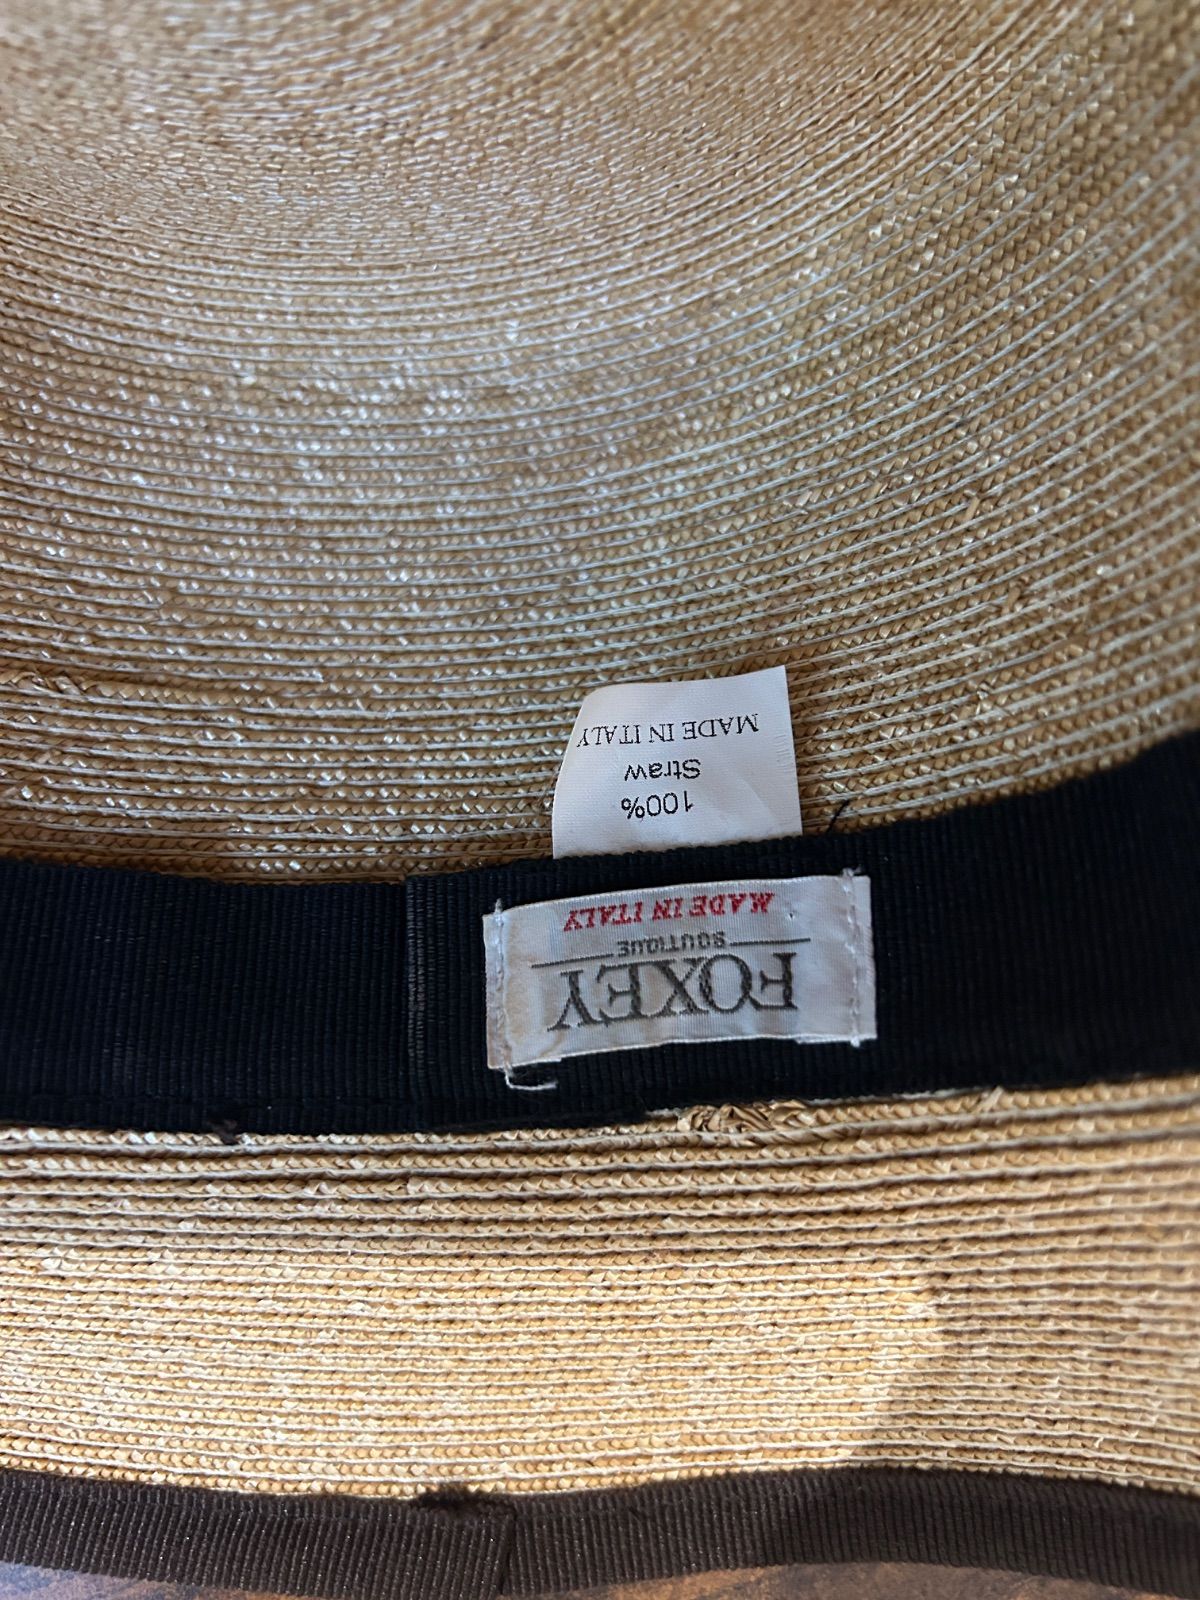 FOXEY
BOUTIQUE
MADE IN ITALY
100%
Straw
MADE IN ITALY